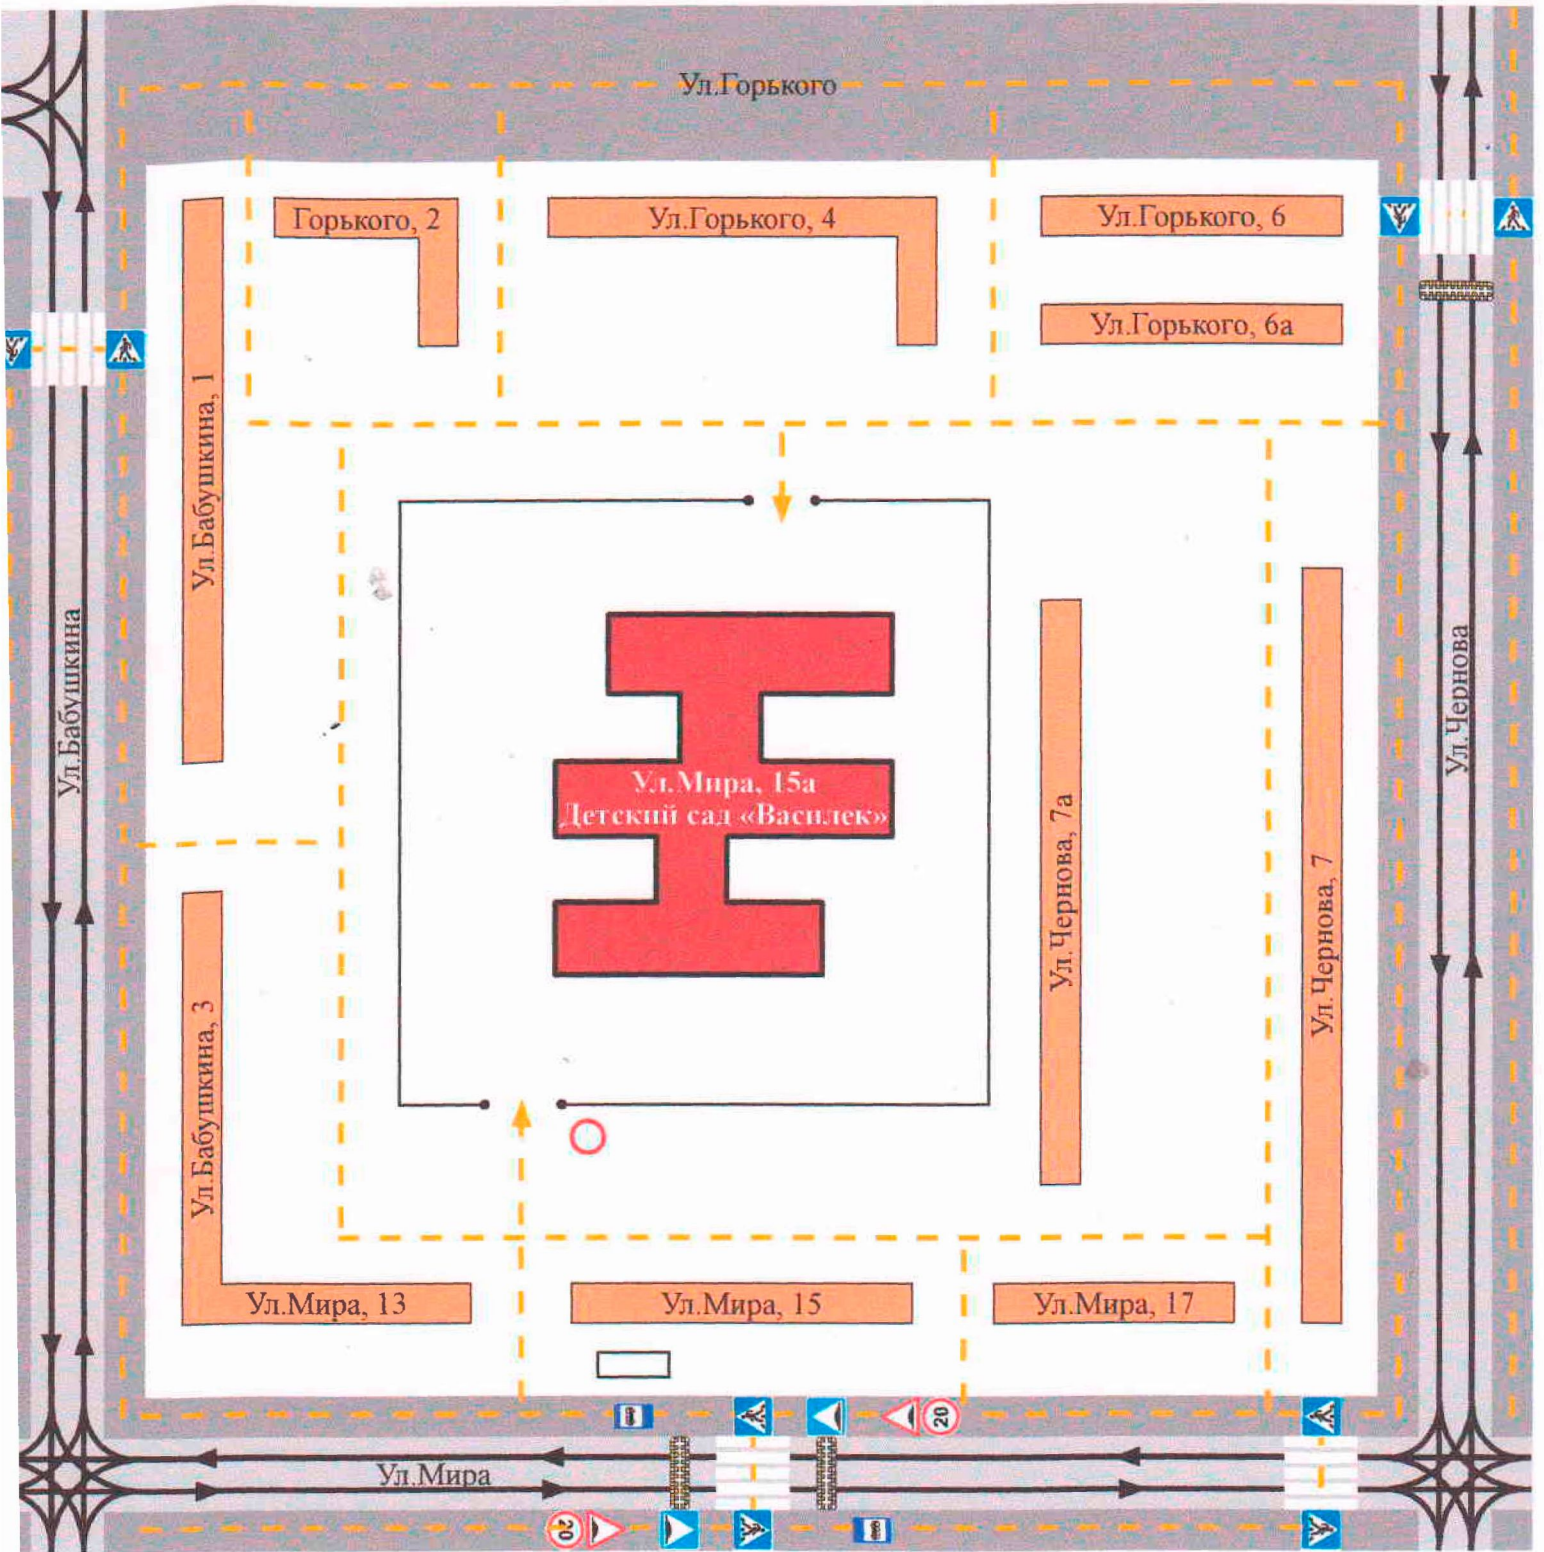 Ул.Горького
Горького, 2
Ул.Горького, 4
Ул.Горького, 6
Ул.Горького, 6а
Ул.Бабушкина, 1
Ул.Бабушкина
Ул.Чернова
Ул.Мира, 15а
Детский сад «Василек»
Ул.Чернова, 7а
Ул.Чернова, 7
Ул.Бабушкина, 3
Ул.Мира, 13
Ул.Мира, 15
Ул.Мира, 17
20
Ул.Мира
20